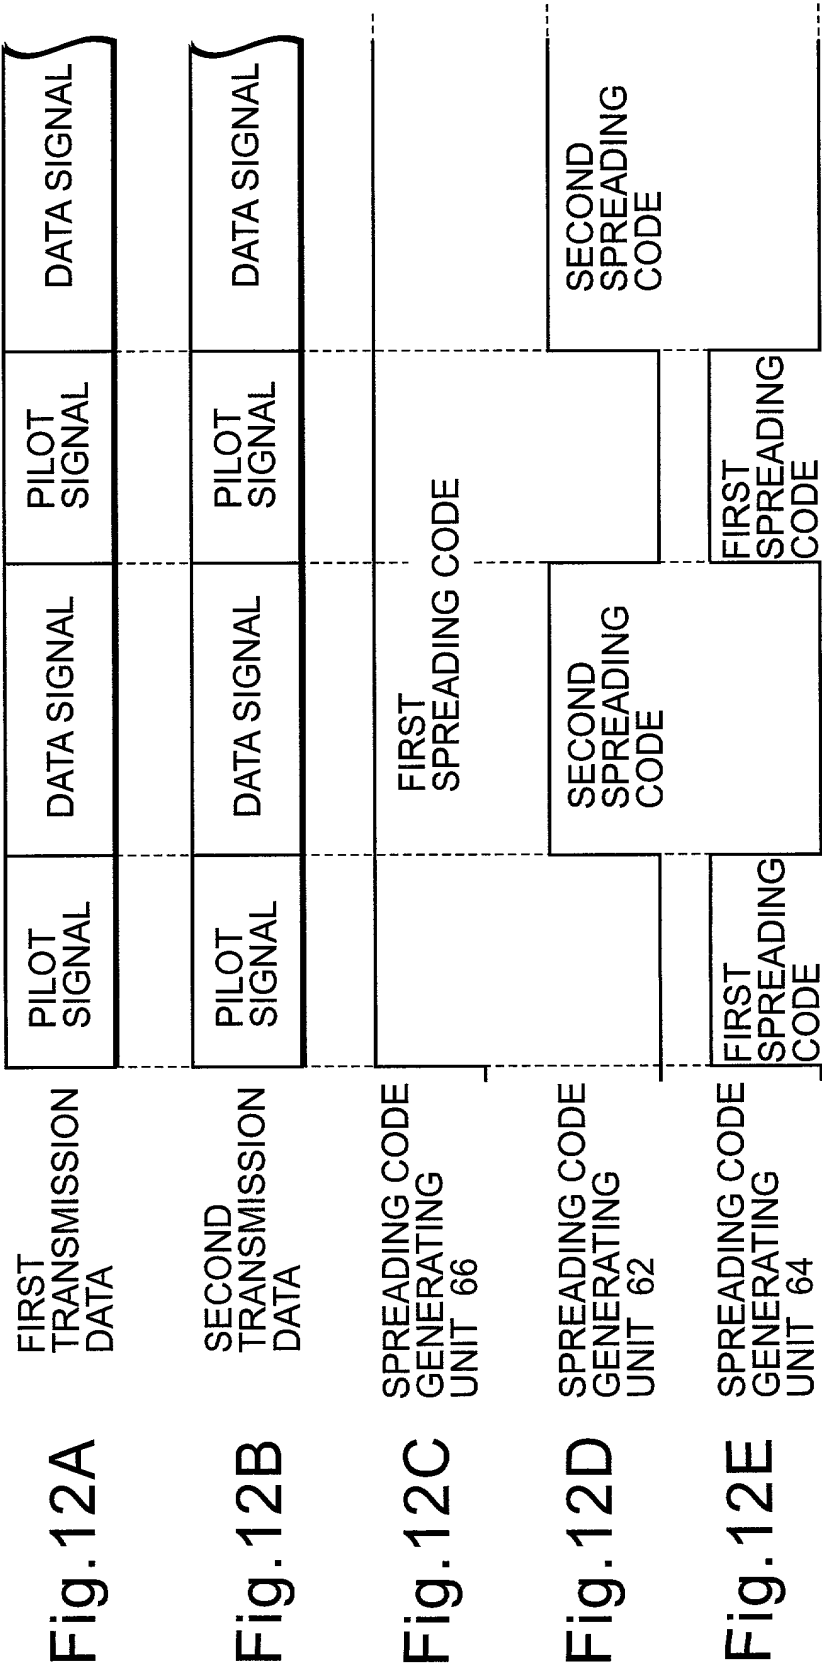 Fig.12A
FIRST
TRANSMISSION
DATA
PILOT
SIGNAL
DATA SIGNAL
PILOT
SIGNAL
DATA SIGNAL
Fig.12B
SECOND
TRANSMISSION
DATA
PILOT
SIGNAL
DATA SIGNAL
PILOT
SIGNAL
DATA SIGNAL
Fig.12C
SPREADING CODE
GENERATING
UNIT 66
FIRST
SPREADING CODE
Fig.12D
SPREADING CODE
GENERATING
UNIT 62
SECOND
SPREADING
CODE
SECOND
SPREADING
CODE
Fig.12E
SPREADING CODE
GENERATING
UNIT 64
FIRST
SPREADING
CODE
FIRST
SPREADING
CODE